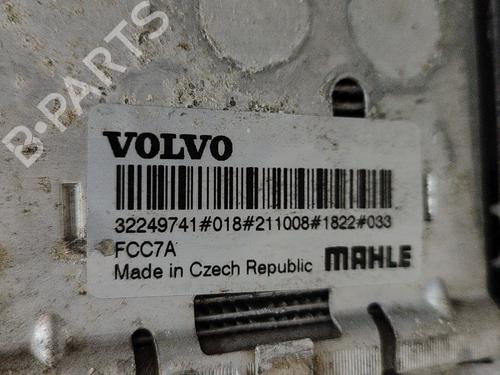 B-PARTS
VOLVO
32249741#018#211008#1822#033
FCC7A
Made in Czech Republic MAHLE